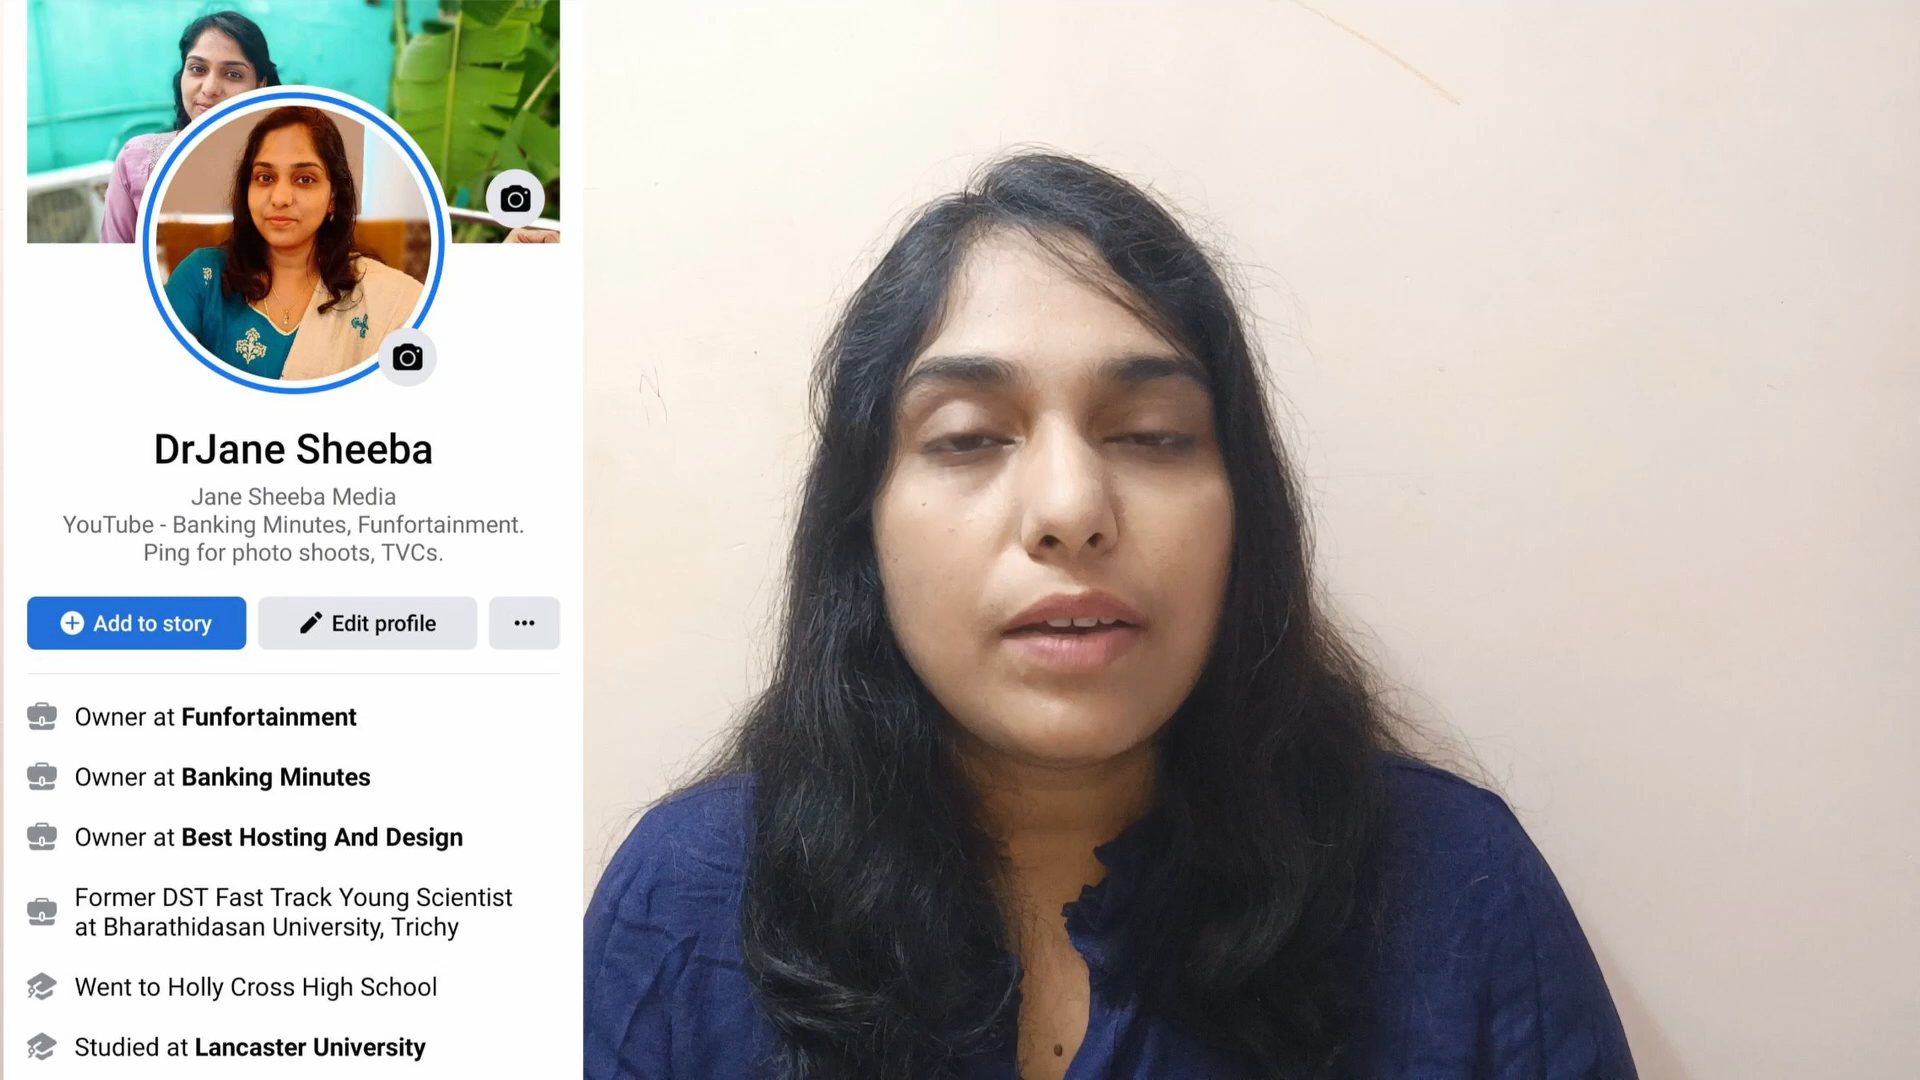 DrJane Sheeba
Jane Sheeba Media
YouTube - Banking Minutes, Funfortainment.
Ping for photo shoots, TVCs.
Add to story
Edit profile
Owner at Funfortainment
Owner at Banking Minutes
Owner at Best Hosting And Design
Former DST Fast Track Young Scientist
at Bharathidasan University, Trichy
Went to Holly Cross High School
Studied at Lancaster University